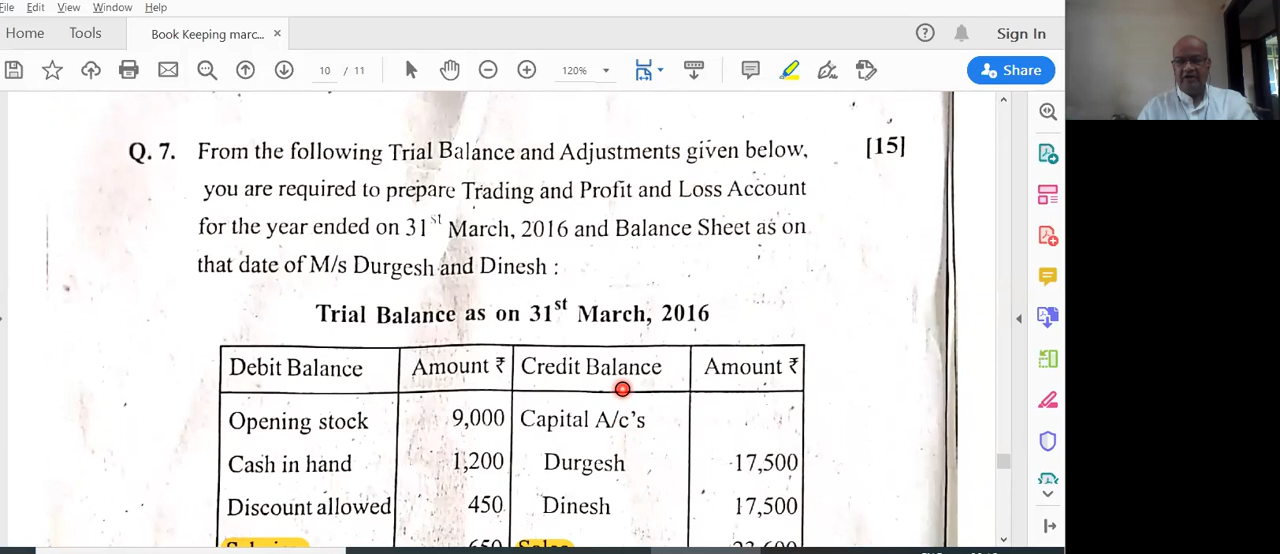 File Edit View Window Help
Home Tools Book Keeping marc... × Sign In
10 / 11 120% Share
Q. 7. From the following Trial Balance and Adjustments given below, [15]
you are required to prepare Trading and Profit and Loss Account
for the year ended on 31st March, 2016 and Balance Sheet as on
that date of M/s Durgesh and Dinesh :
Trial Balance as on 31st March, 2016
Debit Balance Amount ₹ Credit Balance Amount ₹
Opening stock 9,000 Capital A/c's
Cash in hand 1,200 Durgesh 17,500
Discount allowed 450 Dinesh 17,500